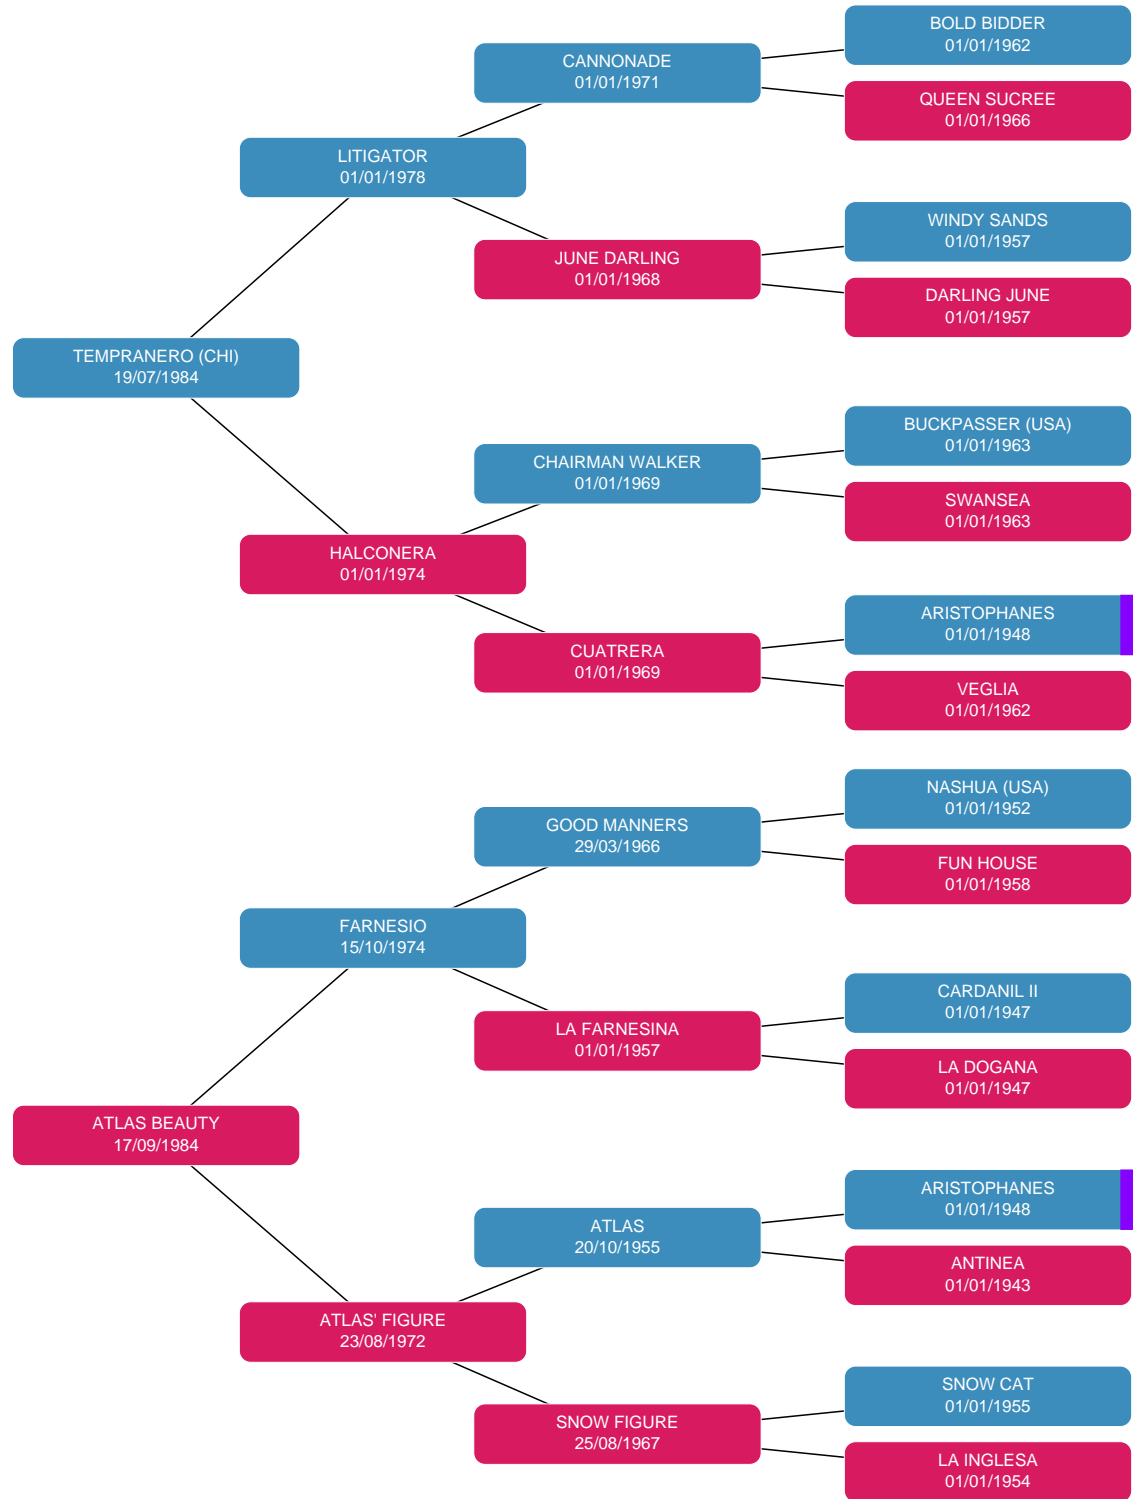 BOLD BIDDER
01/01/1962
CANNONADE
01/01/1971
QUEEN SUCREE
01/01/1966
LITIGATOR
01/01/1978
WINDY SANDS
01/01/1957
JUNE DARLING
01/01/1968
DARLING JUNE
01/01/1957
TEMPRANERO (CHI)
19/07/1984
BUCKPASSER (USA)
01/01/1963
CHAIRMAN WALKER
01/01/1969
SWANSEA
01/01/1963
HALCONERA
01/01/1974
ARISTOPHANES
01/01/1948
CUATRERA
01/01/1969
VEGLIA
01/01/1962
NASHUA (USA)
01/01/1952
GOOD MANNERS
29/03/1966
FUN HOUSE
01/01/1958
FARNESIO
15/10/1974
CARDANIL II
01/01/1947
LA FARNESINA
01/01/1957
LA DOGANA
01/01/1947
ATLAS BEAUTY
17/09/1984
ARISTOPHANES
01/01/1948
ATLAS
20/10/1955
ANTINEA
01/01/1943
ATLAS' FIGURE
23/08/1972
SNOW CAT
01/01/1955
SNOW FIGURE
25/08/1967
LA INGLESA
01/01/1954